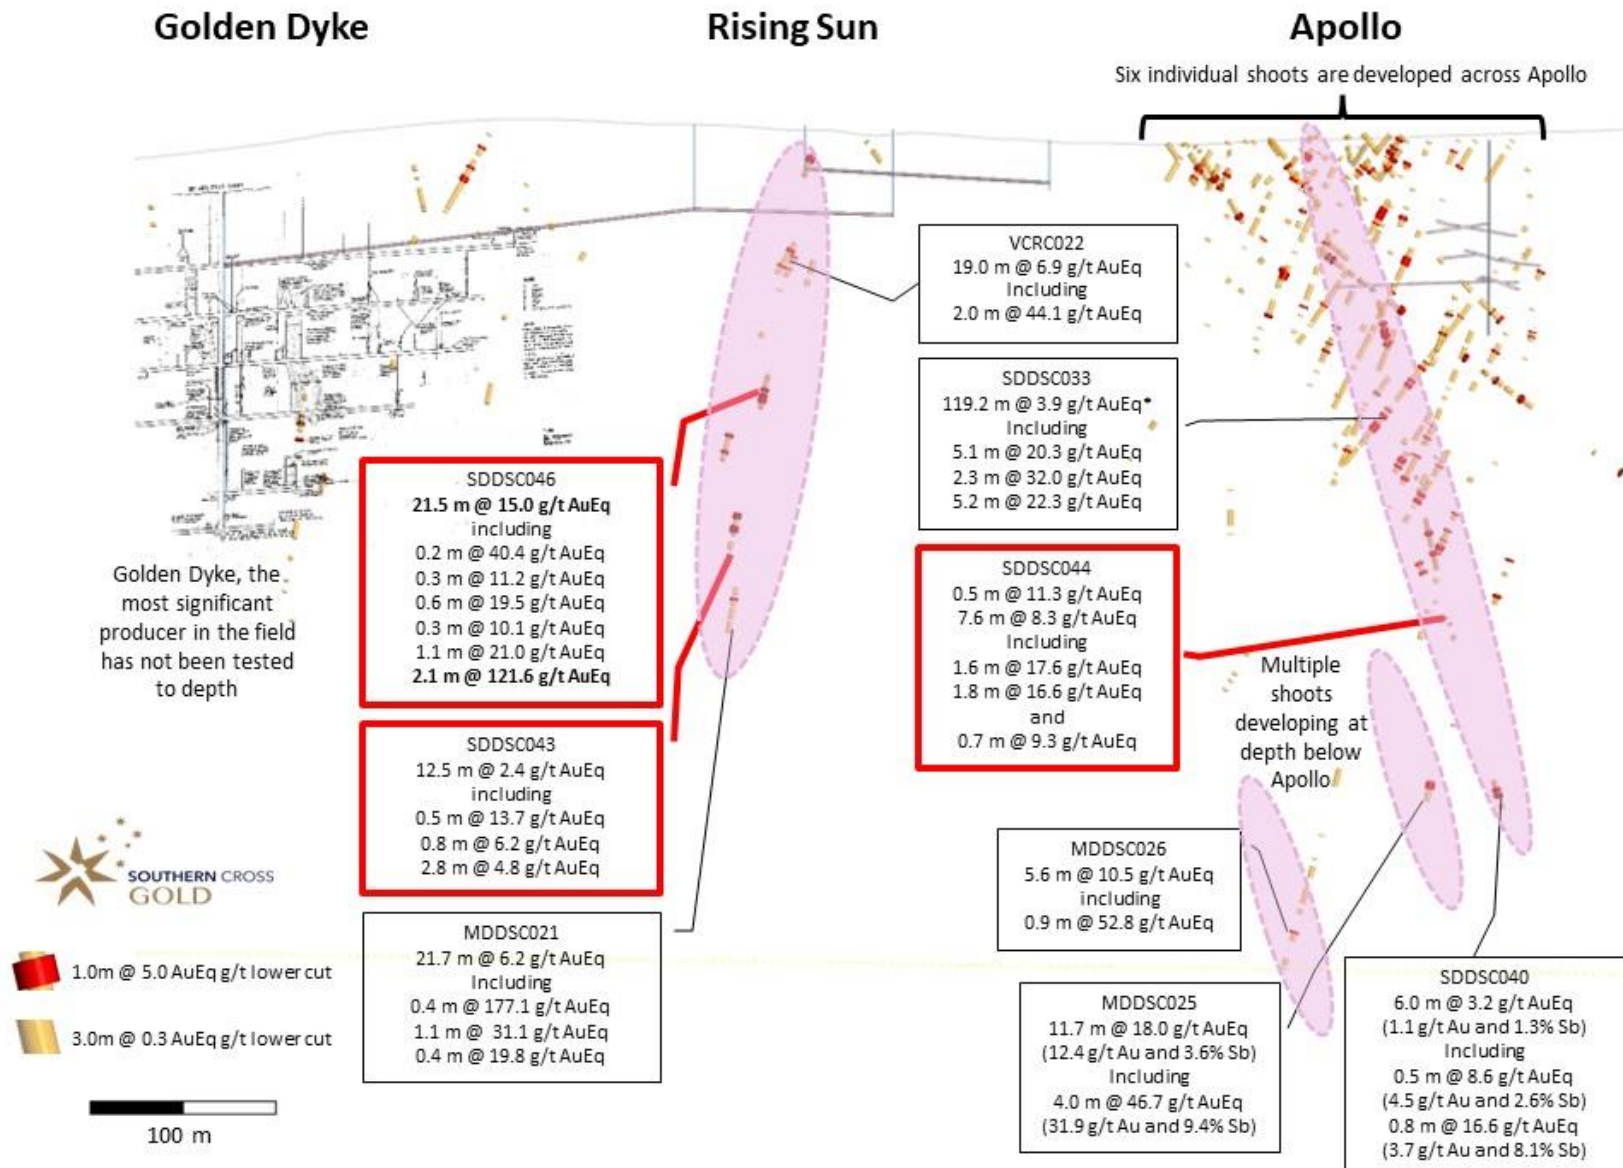 Golden Dyke
Rising Sun
Apollo
Six individual shoots are developed across Apollo
VCRC022
19.0 m @ 6.9 g/t AuEq
Including
2.0 m @ 44.1 g/t AuEq
SDDSC033
119.2 m @ 3.9 g/t AuEq*
Including
5.1 m @ 20.3 g/t AuEq
2.3 m @ 32.0 g/t AuEq
5.2 m @ 22.3 g/t AuEq
SDDSC046
21.5 m @ 15.0 g/t AuEq
including
0.2 m @ 40.4 g/t AuEq
0.3 m @ 11.2 g/t AuEq
0.6 m @ 19.5 g/t AuEq
0.3 m @ 10.1 g/t AuEq
1.1 m @ 21.0 g/t AuEq
2.1 m @ 121.6 g/t AuEq
Golden Dyke, the
most significant
producer in the field
has not been tested
to depth
SDDSC044
0.5 m @ 11.3 g/t AuEq
7.6 m @ 8.3 g/t AuEq
Including
1.6 m @ 17.6 g/t AuEq
1.8 m @ 16.6 g/t AuEq
and
0.7 m @ 9.3 g/t AuEq
Multiple
shoots
developing at
depth below
Apollo
SDDSC043
12.5 m @ 2.4 g/t AuEq
including
0.5 m @ 13.7 g/t AuEq
0.8 m @ 6.2 g/t AuEq
2.8 m @ 4.8 g/t AuEq
SOUTHERN CROSS
GOLD
MDDSC026
5.6 m @ 10.5 g/t AuEq
including
0.9 m @ 52.8 g/t AuEq
MDDSC021
21.7 m @ 6.2 g/t AuEq
Including
0.4 m @ 177.1 g/t AuEq
1.1 m @ 31.1 g/t AuEq
0.4 m @ 19.8 g/t AuEq
1.0m @ 5.0 AuEq g/t lower cut
3.0m @ 0.3 AuEq g/t lower cut
100 m
MDDSC025
11.7 m @ 18.0 g/t AuEq
(12.4 g/t Au and 3.6% Sb)
Including
4.0 m @ 46.7 g/t AuEq
(31.9 g/t Au and 9.4% Sb)
SDDSC040
6.0 m @ 3.2 g/t AuEq
(1.1 g/t Au and 1.3% Sb)
Including
0.5 m @ 8.6 g/t AuEq
(4.5 g/t Au and 2.6% Sb)
0.8 m @ 16.6 g/t AuEq
(3.7 g/t Au and 8.1% Sb)